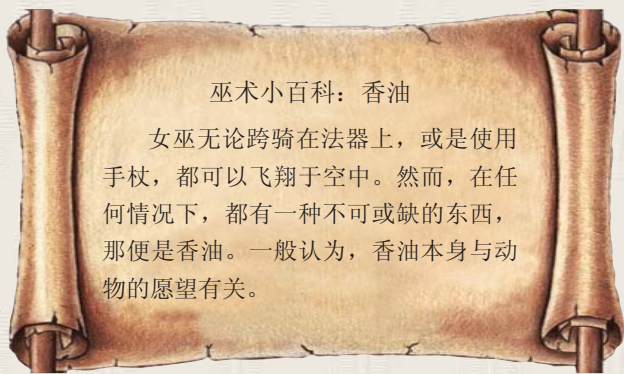 巫术小百科：香油
女巫无论跨骑在法器上，或是使用
手杖，都可以飞翔于空中。然而，在任
何情况下，都有一种不可或缺的东西，
那便是香油。一般认为，香油本身与动
物的愿望有关。